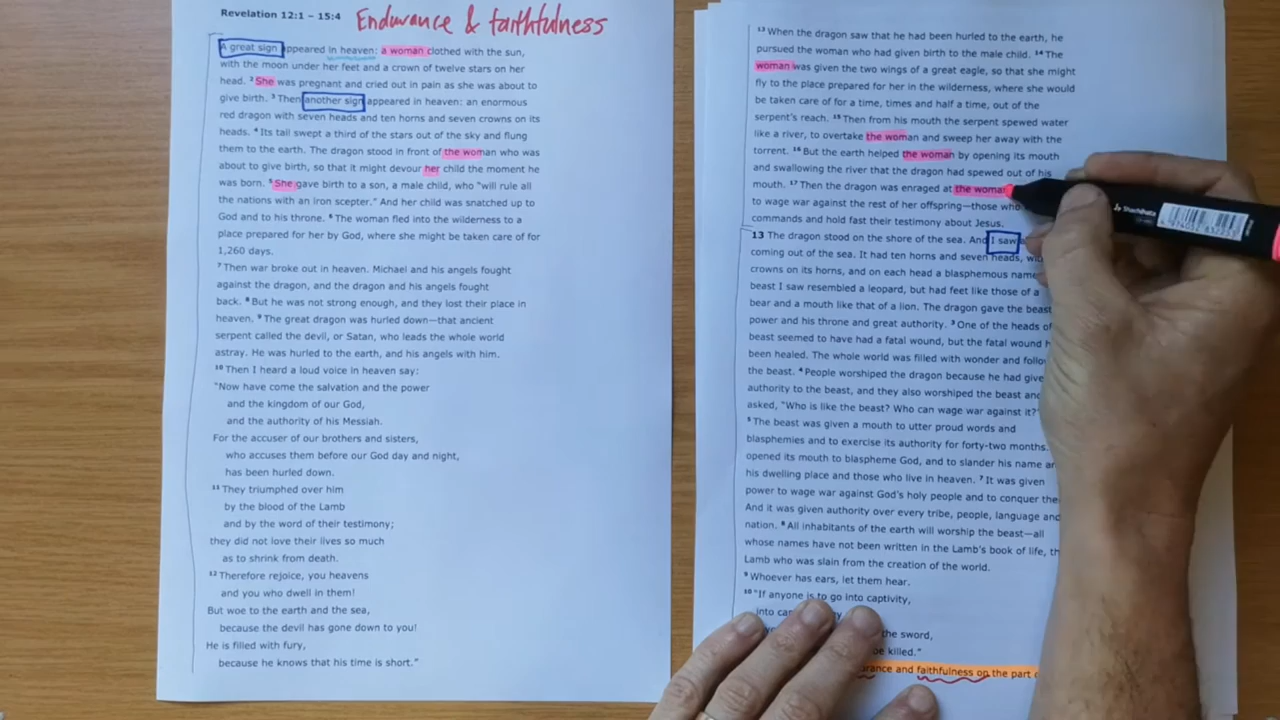 Revelation 12:1 – 15:4 Endurance & faithfulness
A great sign appeared in heaven: a woman clothed with the sun,
with the moon under her feet and a crown of twelve stars on her
head. 2 She was pregnant and cried out in pain as she was about to
give birth. 3 Then another sign appeared in heaven: an enormous
red dragon with seven heads and ten horns and seven crowns on its
heads. 4 Its tail swept a third of the stars out of the sky and flung
them to the earth. The dragon stood in front of the woman who was
about to give birth, so that it might devour her child the moment he
was born. 5 She gave birth to a son, a male child, who “will rule all
the nations with an iron scepter.” And her child was snatched up to
God and to his throne. 6 The woman fled into the wilderness to a
place prepared for her by God, where she might be taken care of for
1,260 days.
7 Then war broke out in heaven. Michael and his angels fought
against the dragon, and the dragon and his angels fought
back. 8 But he was not strong enough, and they lost their place in
heaven. 9 The great dragon was hurled down—that ancient
serpent called the devil, or Satan, who leads the whole world
astray. He was hurled to the earth, and his angels with him.
10 Then I heard a loud voice in heaven say:
“Now have come the salvation and the power
and the kingdom of our God,
and the authority of his Messiah.
For the accuser of our brothers and sisters,
who accuses them before our God day and night,
has been hurled down.
11 They triumphed over him
by the blood of the Lamb
and by the word of their testimony;
they did not love their lives so much
as to shrink from death.
12 Therefore rejoice, you heavens
and you who dwell in them!
But woe to the earth and the sea,
because the devil has gone down to you!
He is filled with fury,
because he knows that his time is short.”
13 When the dragon saw that he had been hurled to the earth, he
pursued the woman who had given birth to the male child. 14 The
woman was given the two wings of a great eagle, so that she might
fly to the place prepared for her in the wilderness, where she would
be taken care of for a time, times and half a time, out of the
serpent’s reach. 15 Then from his mouth the serpent spewed water
like a river, to overtake the woman and sweep her away with the
torrent. 16 But the earth helped the woman by opening its mouth
and swallowing the river that the dragon had spewed out of his
mouth. 17 Then the dragon was enraged at the woman
to wage war against the rest of her offspring—those who
commands and hold fast their testimony about Jesus.
13 The dragon stood on the shore of the sea. And I saw
coming out of the sea. It had ten horns and seven heads, wi
crowns on its horns, and on each head a blasphemous name
beast I saw resembled a leopard, but had feet like those of a
bear and a mouth like that of a lion. The dragon gave the beast
power and his throne and great authority. 3 One of the heads of
beast seemed to have had a fatal wound, but the fatal wound h
been healed. The whole world was filled with wonder and follow
the beast. 4 People worshiped the dragon because he had give
authority to the beast, and they also worshiped the beast and
asked, “Who is like the beast? Who can wage war against it?”
5 The beast was given a mouth to utter proud words and
blasphemies and to exercise its authority for forty-two months.
opened its mouth to blaspheme God, and to slander his name an
his dwelling place and those who live in heaven. 7 It was given
power to wage war against God’s holy people and to conquer the
And it was given authority over every tribe, people, language and
nation. 8 All inhabitants of the earth will worship the beast—all
whose names have not been written in the Lamb’s book of life, th
Lamb who was slain from the creation of the world.
9 Whoever has ears, let them hear.
10 “If anyone is to go into captivity,
into
the sword,
be killed.”
rance and faithfulness on the part
Shachihata